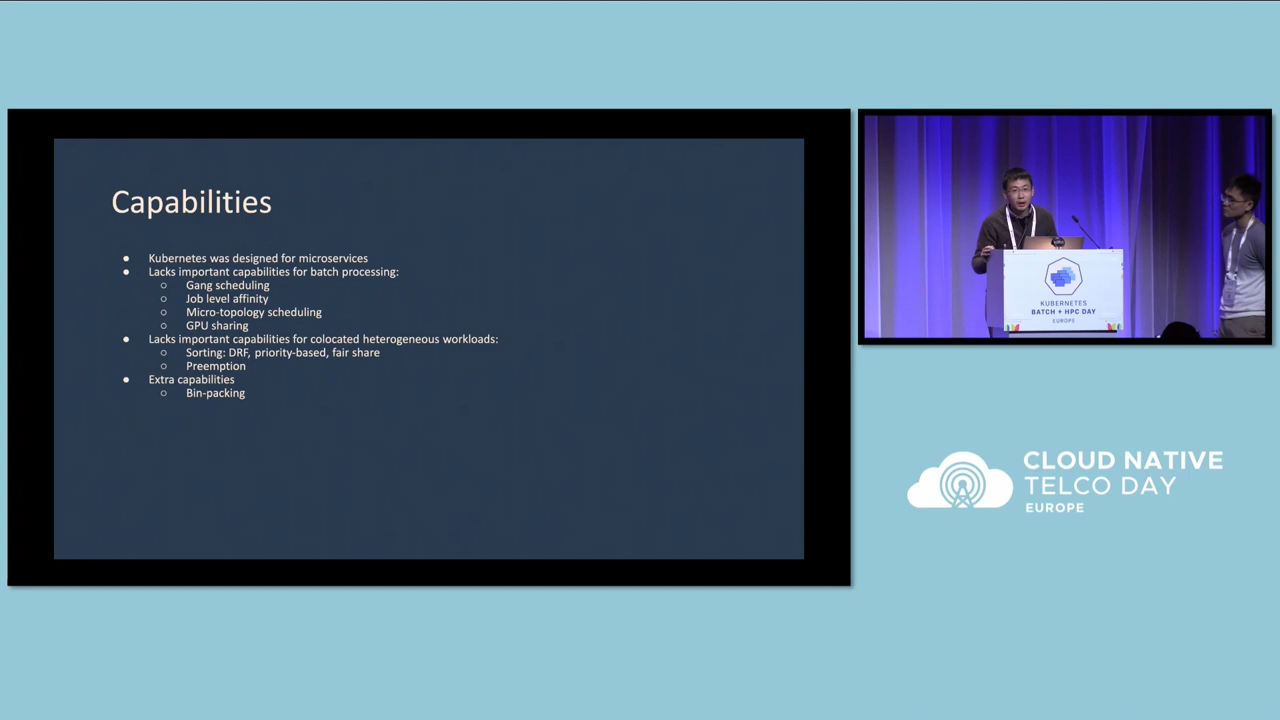 Capabilities
● Kubernetes was designed for microservices
● Lacks important capabilities for batch processing:
○ Gang scheduling
○ Job level affinity
○ Micro-topology scheduling
○ GPU sharing
● Lacks important capabilities for colocated heterogeneous workloads:
○ Sorting: DRF, priority-based, fair share
○ Preemption
● Extra capabilities
○ Bin-packing
KUBERNETES
BATCH + HPC DAY
EUROPE
CLOUD NATIVE
TELCO DAY
EUROPE